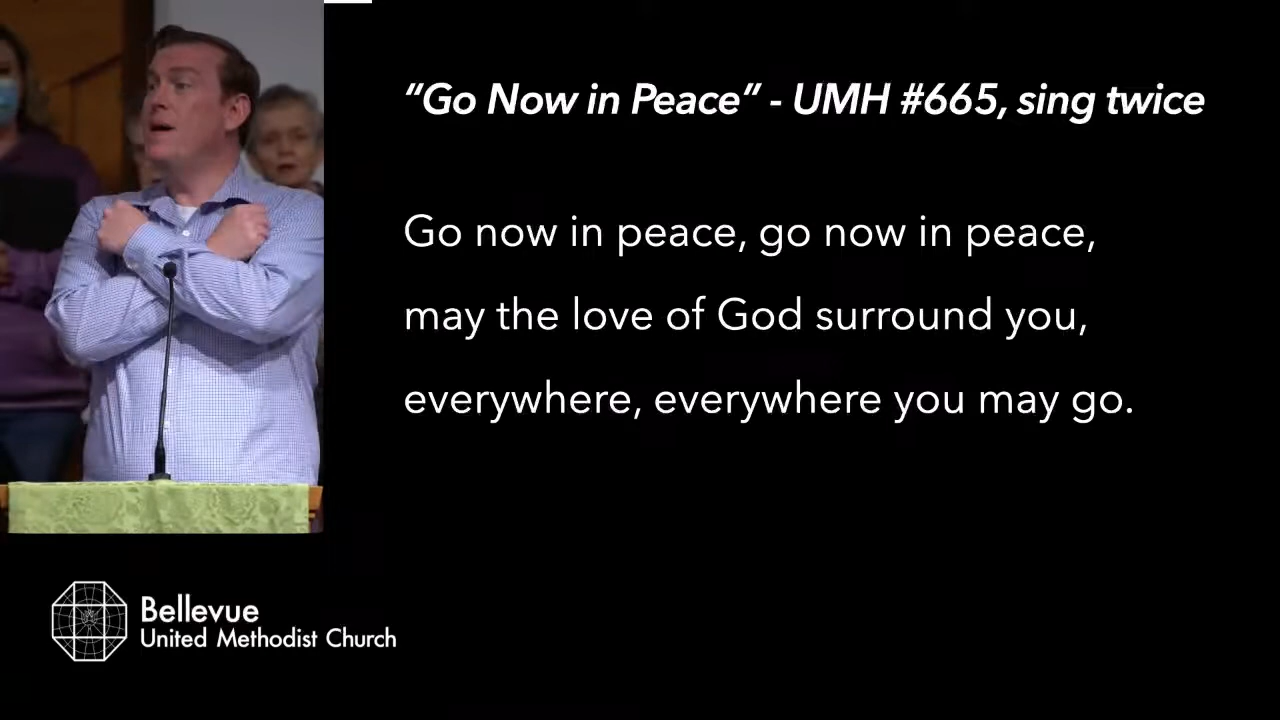 “Go Now in Peace” - UMH #665, sing twice
Go now in peace, go now in peace,
may the love of God surround you,
everywhere, everywhere you may go.
Bellevue
United Methodist Church